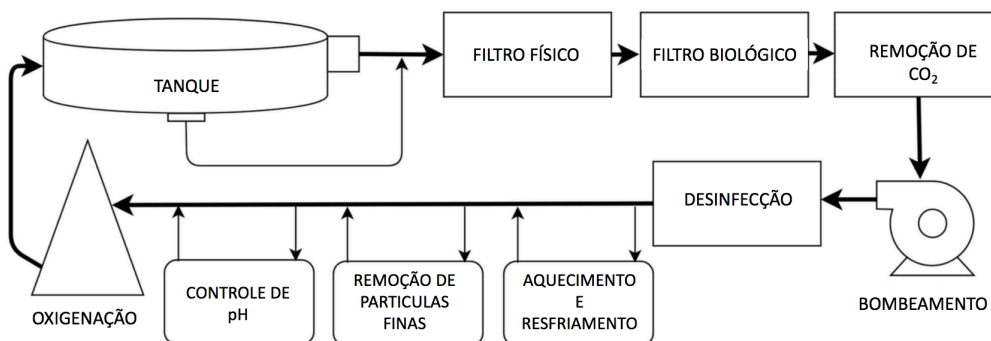 TANQUE
FILTRO FÍSICO
FILTRO BIOLÓGICO
REMOÇÃO DE
CO₂
DESINFECÇÃO
BOMBEAMENTO
AQUECIMENTO
E
RESFRIAMENTO
REMOÇÃO DE
PARTICULAS
FINAS
CONTROLE DE
pH
OXIGENAÇÃO